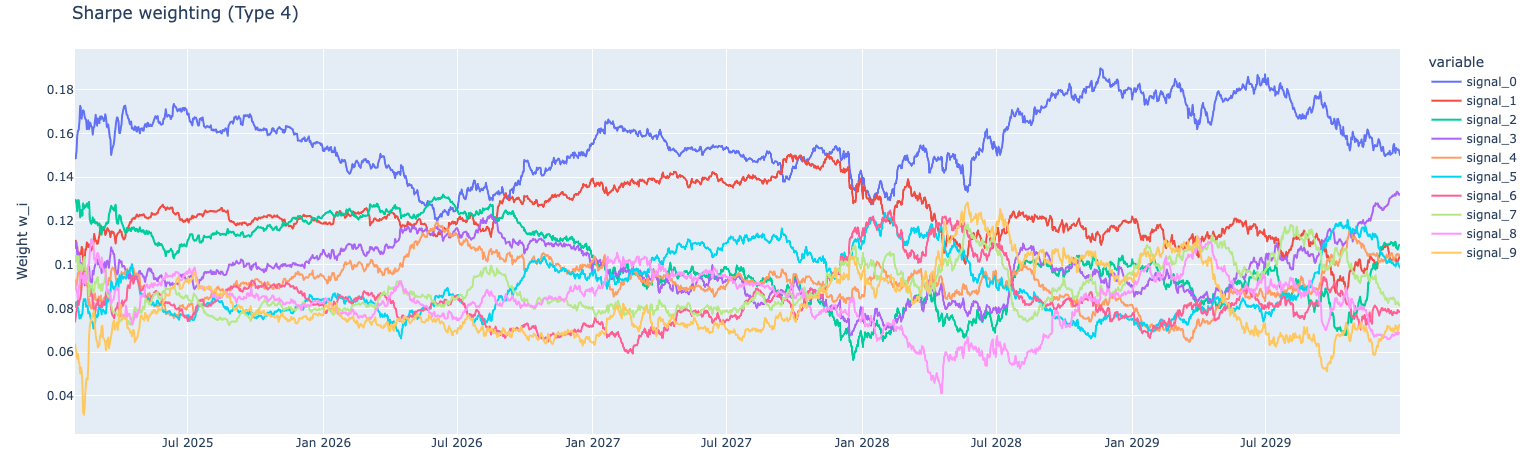 Sharpe weighting (Type 4)
Weight w_i
0.18
0.16
0.14
0.12
0.1
0.08
0.06
0.04
Jul 2025
Jan 2026
Jul 2026
Jan 2027
Jul 2027
Jan 2028
Jul 2028
Jan 2029
Jul 2029
variable
signal_0
signal_1
signal_2
signal_3
signal_4
signal_5
signal_6
signal_7
signal_8
signal_9